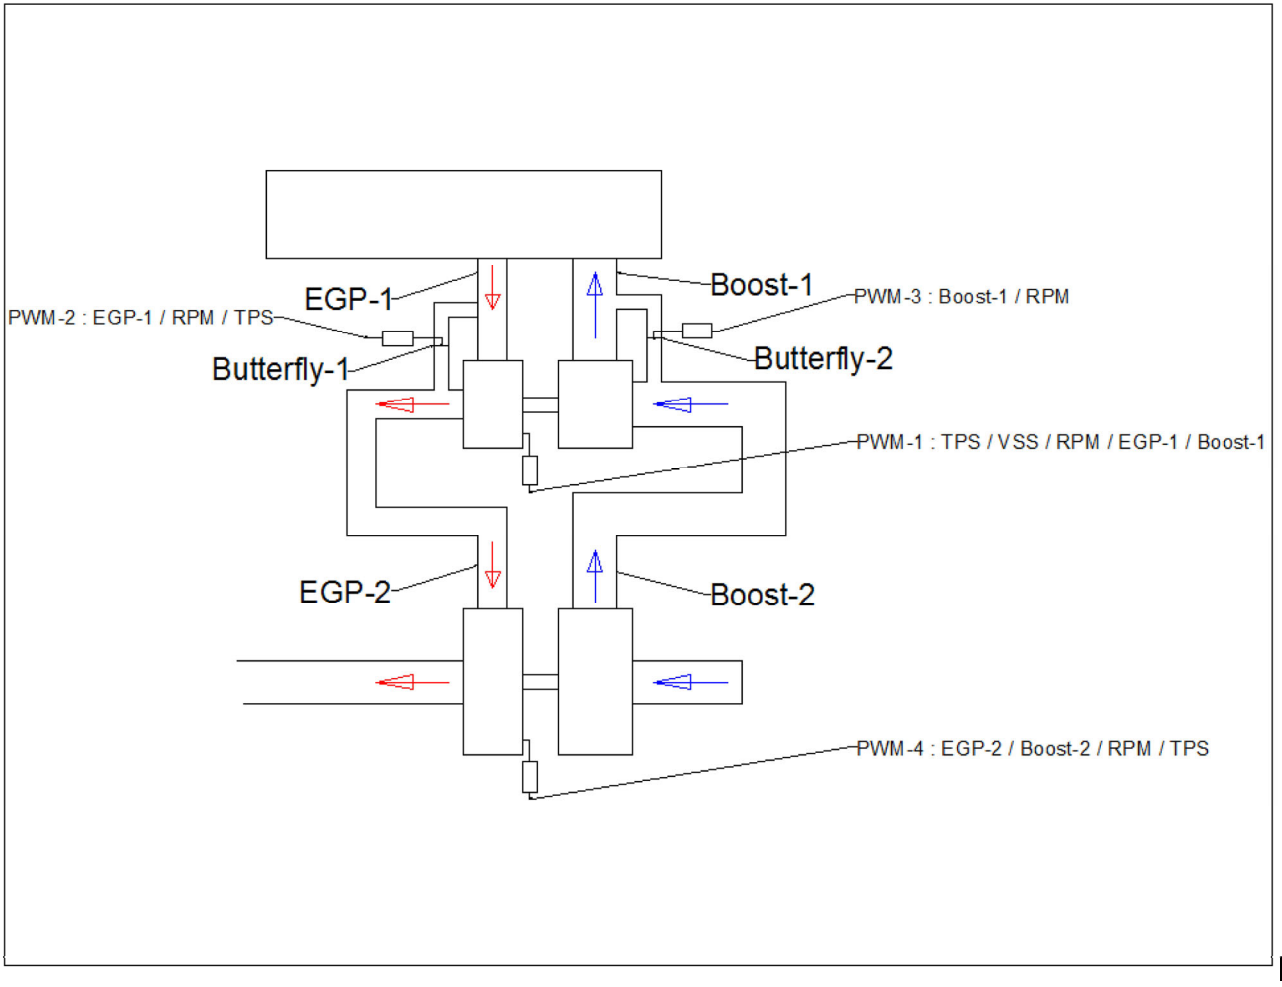 EGP-1
Boost-1
PWM-3 : Boost-1 / RPM
PWM-2 : EGP-1 / RPM / TPS
Butterfly-1
Butterfly-2
PWM-1 : TPS / VSS / RPM / EGP-1 / Boost-1
EGP-2
Boost-2
PWM-4 : EGP-2 / Boost-2 / RPM / TPS